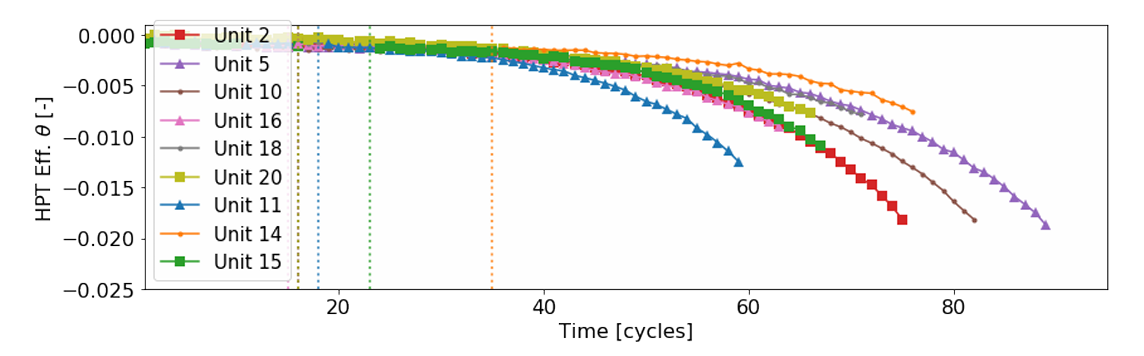 0.000
−0.005
−0.010
−0.015
−0.020
−0.025
HPT Eff. θ [-]
Unit 2
Unit 5
Unit 10
Unit 16
Unit 18
Unit 20
Unit 11
Unit 14
Unit 15
20
40
60
80
Time [cycles]